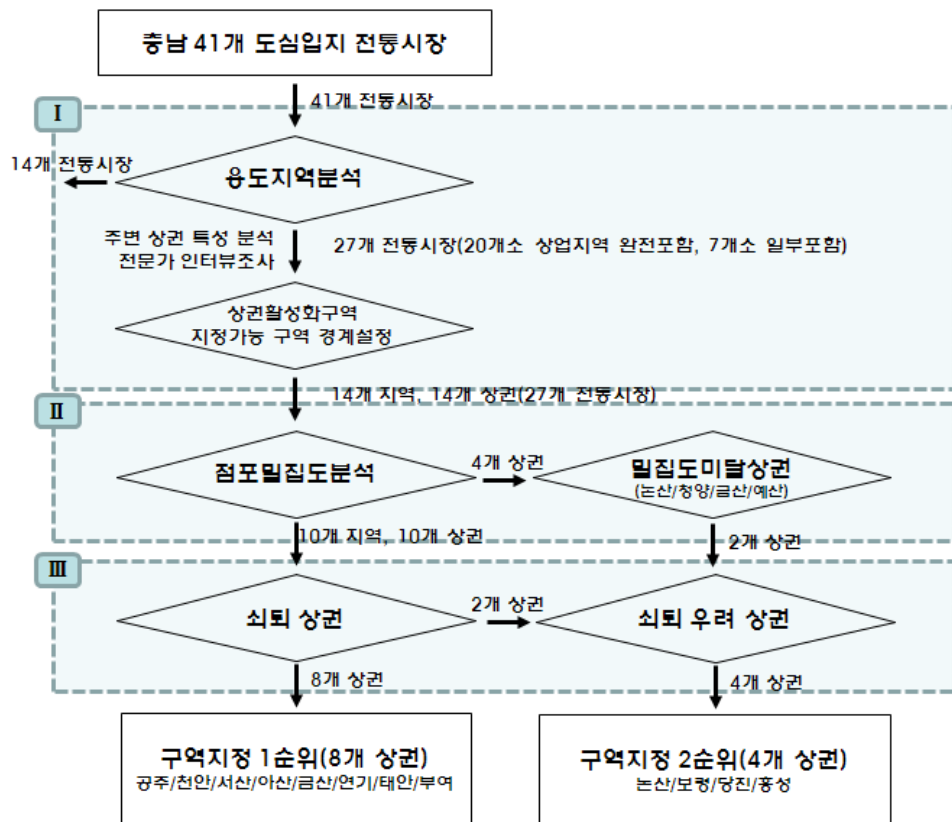 충남 41개 도심입지 전통시장
41개 전통시장
I
14개 전통시장
용도지역분석
주변 상권 특성 분석
전문가 인터뷰조사
27개 전통시장(20개소 상업지역 완전포함, 7개소 일부포함)
상권활성화구역
지정가능 구역 경계설정
14개 지역, 14개 상권(27개 전통시장)
II
점포밀집도분석
4개 상권
밀집도미달상권
(논산/청양/금산/예산)
10개 지역, 10개 상권
2개 상권
III
쇠퇴 상권
2개 상권
쇠퇴 우려 상권
8개 상권
4개 상권
구역지정 1순위(8개 상권)
공주/천안/서산/아산/금산/연기/태안/부여
구역지정 2순위(4개 상권)
논산/보령/당진/홍성